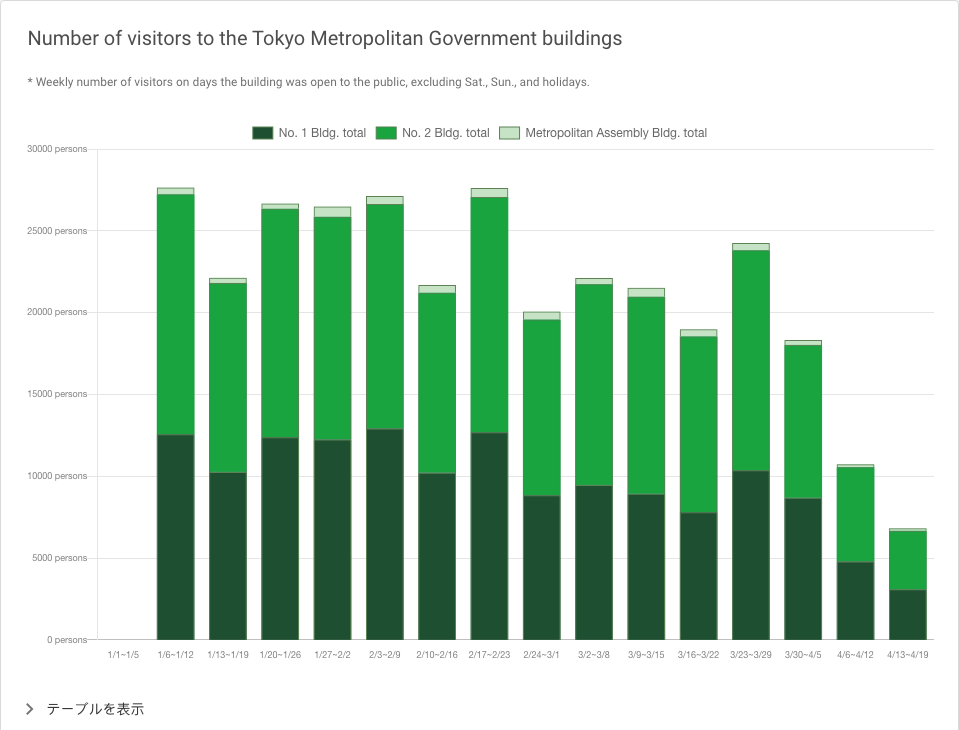 Number of visitors to the Tokyo Metropolitan Government buildings
* Weekly number of visitors on days the building was open to the public, excluding Sat., Sun., and holidays.
No. 1 Bldg. total No. 2 Bldg. total Metropolitan Assembly Bldg. total
30000 persons
25000 persons
20000 persons
15000 persons
10000 persons
5000 persons
0 persons
1/1~1/5 1/6~1/12 1/13~1/19 1/20~1/26 1/27~2/2 2/3~2/9 2/10~2/16 2/17~2/23 2/24~3/1 3/2~3/8 3/9~3/15 3/16~3/22 3/23~3/29 3/30~4/5 4/6~4/12 4/13~4/19
テーブルを表示